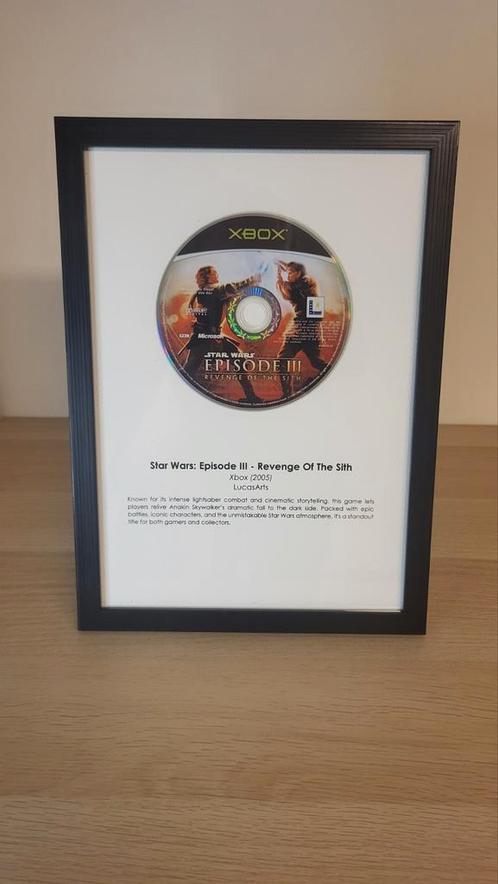 XBOX
Microsoft
STAR WARS
EPISODE III
REVENGE OF THE SITH
Star Wars: Episode III - Revenge Of The Sith
Xbox (2005)
LucasArts
Known for its intense lightsaber combat and cinematic storytelling, this game lets
players relive Anakin Skywalker's dramatic fall to the dark side. Packed with epic
battles, iconic characters, and the unmistakable Star Wars atmosphere, it's a standout
title for both gamers and collectors.